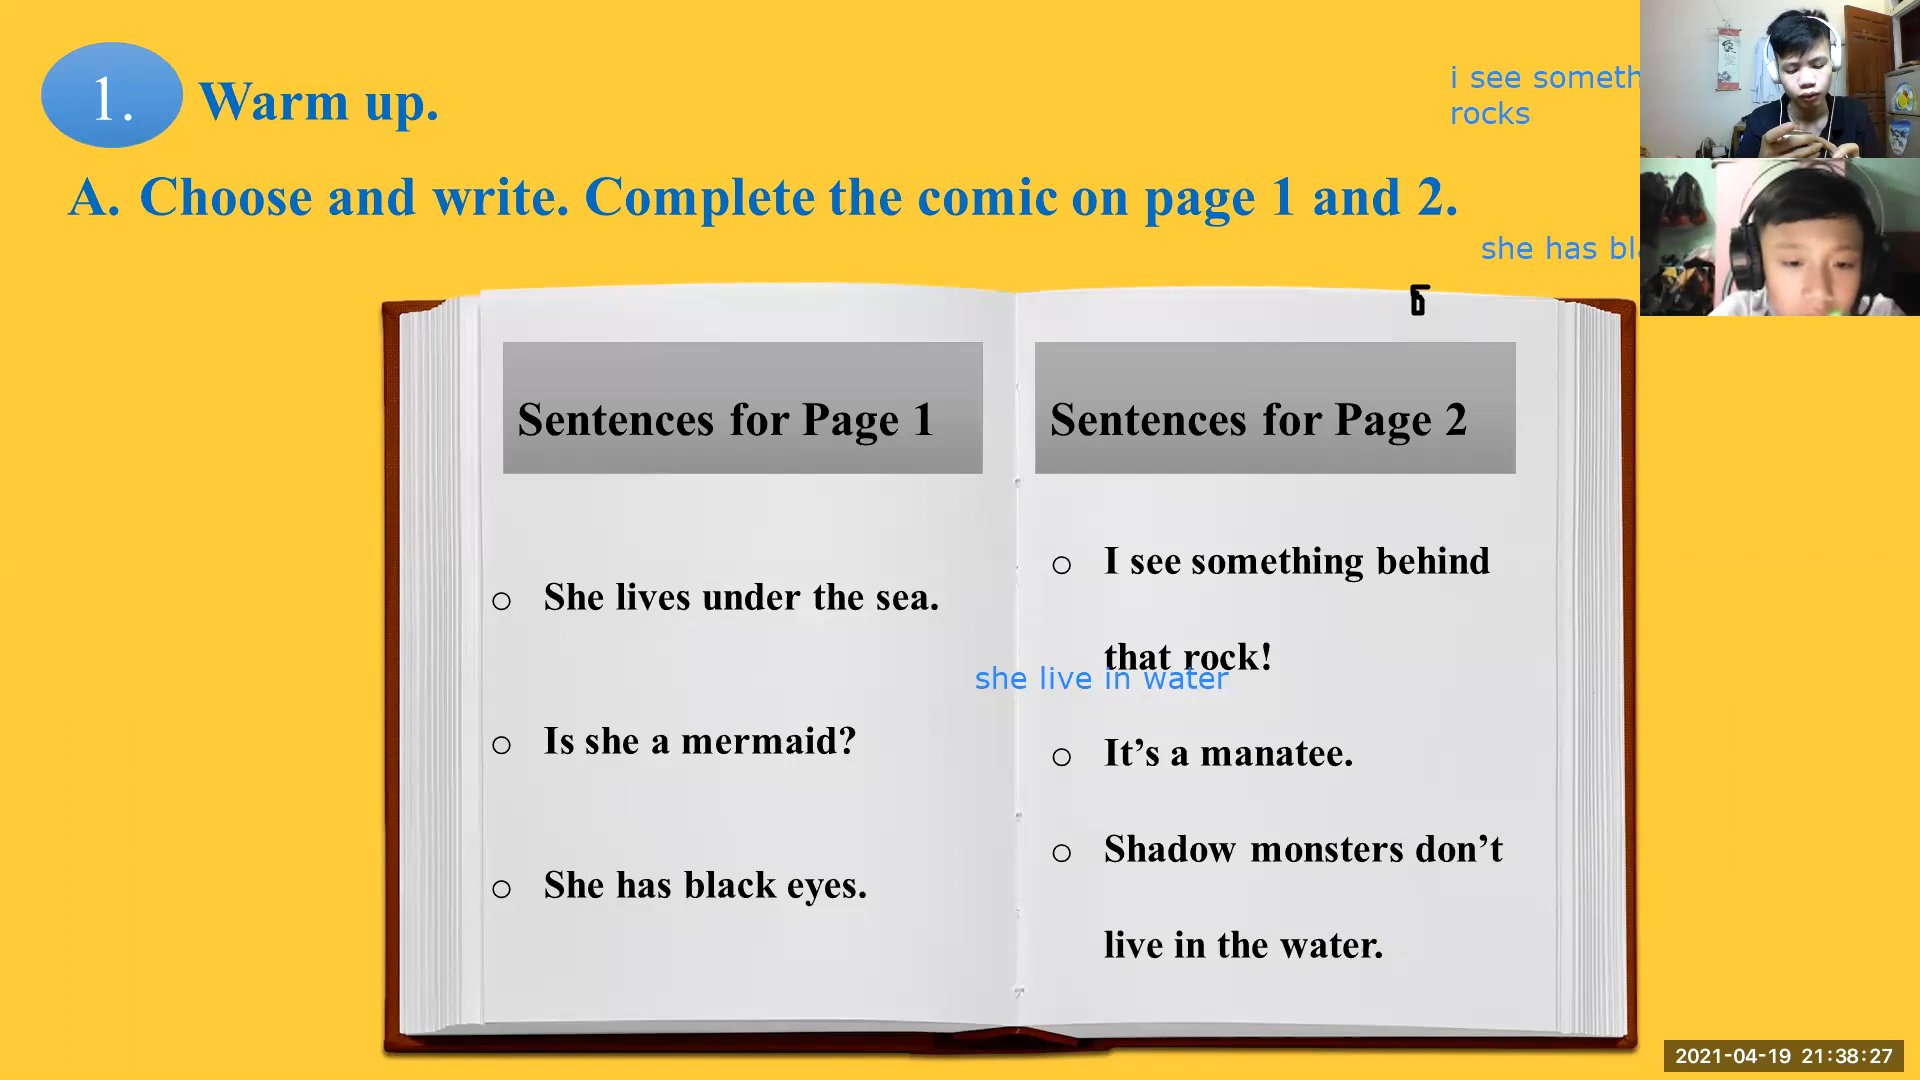 1.
Warm up.
i see someth
rocks
A. Choose and write. Complete the comic on page 1 and 2.
she has bl
Sentences for Page 1
She lives under the sea.
Is she a mermaid?
She has black eyes.
Sentences for Page 2
I see something behind
that rock!
she live in water
It’s a manatee.
Shadow monsters don’t
live in the water.
2021-04-19 21:38:27